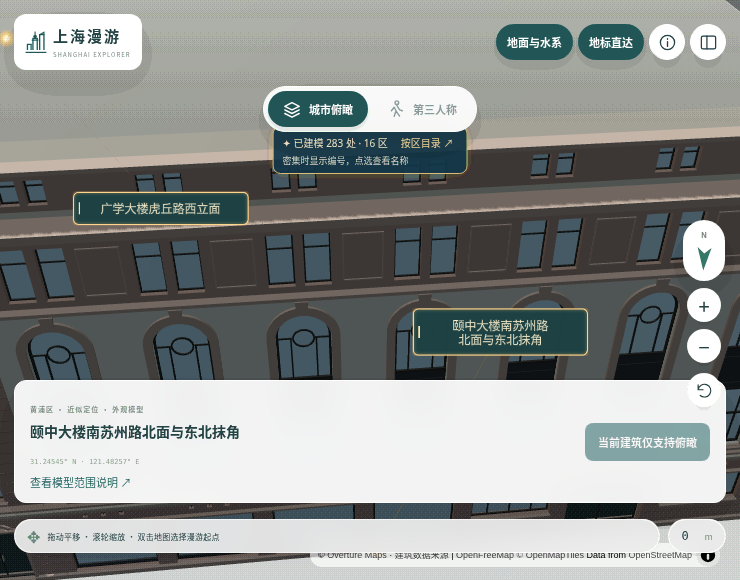 上海漫游
SHANGHAI EXPLORER
地面与水系
地标直达
城市俯瞰
第三人称
✦ 已建模 283 处 · 16 区 按区目录 ↗
密集时显示编号，点选查看名称
广学大楼虎丘路西立面
N
颐中大楼南苏州路
北面与东北抹角
+
−
黄浦区 · 近似定位 · 外观模型
颐中大楼南苏州路北面与东北抹角
31.24545° N · 121.48257° E
查看模型范围说明 ↗
当前建筑仅支持俯瞰
拖动平移 · 滚轮缩放 · 双击地图选择漫游起点
0 m
© Overture Maps · 建筑数据来源 | OpenFreeMap © OpenMapTiles Data from OpenStreetMap